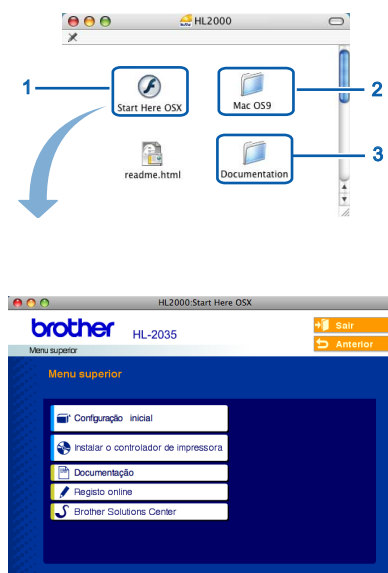 HL2000
1
Start Here OSX
Mac OS9
2
readme.html
Documentation
3
HL2000:Start Here OSX
brother HL-2035
Sair
Anterior
Menu superior
Menu superior
Configuração inicial
Instalar o controlador de impressora
Documentação
Registo online
Brother Solutions Center